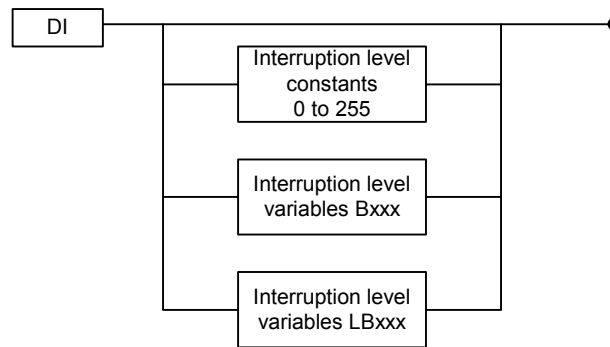 DI
Interruption level
constants
0 to 255
Interruption level
variables Bxxx
Interruption level
variables LBxxx